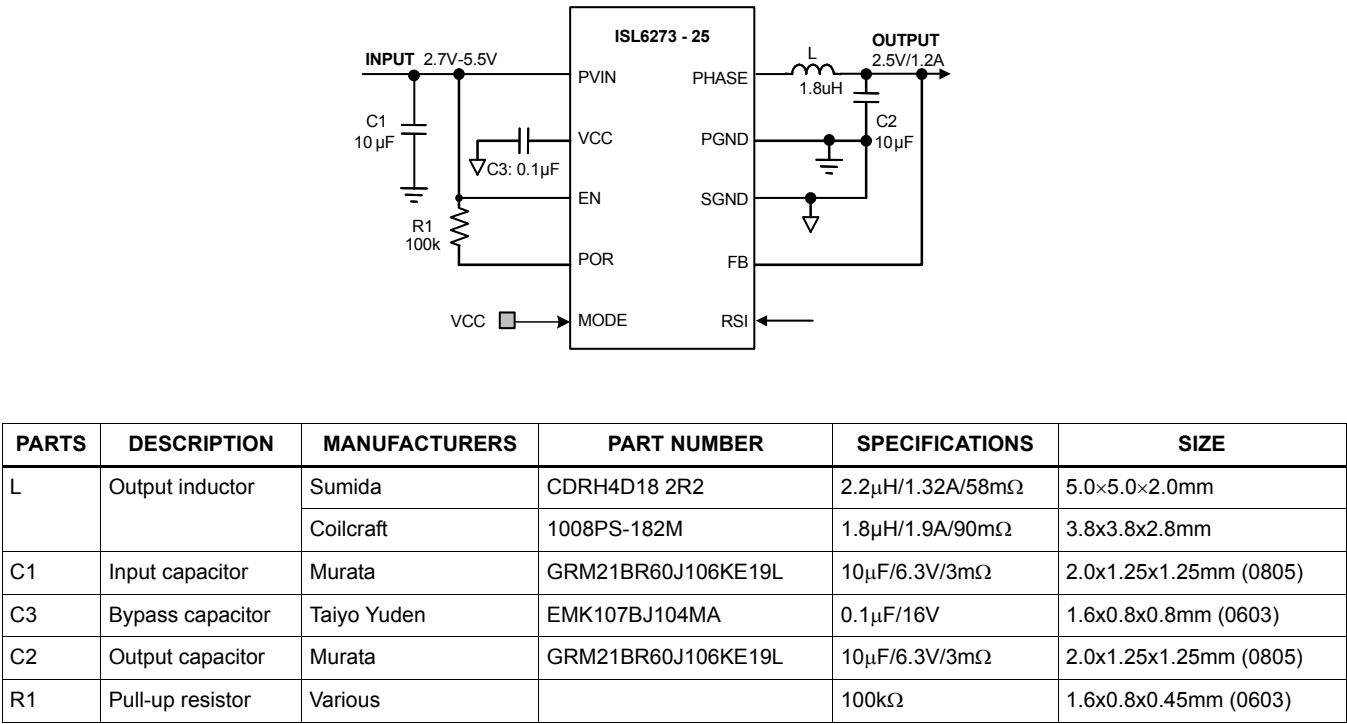 ISL6273 - 25
INPUT 2.7V-5.5V
OUTPUT
2.5V/1.2A
L
1.8uH
PVIN
PHASE
C1
10 µF
C2
10µF
VCC
PGND
C3: 0.1µF
EN
SGND
R1
100k
POR
FB
VCC
MODE
RSI
PARTS DESCRIPTION MANUFACTURERS PART NUMBER SPECIFICATIONS SIZE
L Output inductor Sumida CDRH4D18 2R2 2.2µH/1.32A/58mΩ 5.0×5.0×2.0mm
Coilcraft 1008PS-182M 1.8µH/1.9A/90mΩ 3.8x3.8x2.8mm
C1 Input capacitor Murata GRM21BR60J106KE19L 10µF/6.3V/3mΩ 2.0x1.25x1.25mm (0805)
C3 Bypass capacitor Taiyo Yuden EMK107BJ104MA 0.1µF/16V 1.6x0.8x0.8mm (0603)
C2 Output capacitor Murata GRM21BR60J106KE19L 10µF/6.3V/3mΩ 2.0x1.25x1.25mm (0805)
R1 Pull-up resistor Various 100kΩ 1.6x0.8x0.45mm (0603)